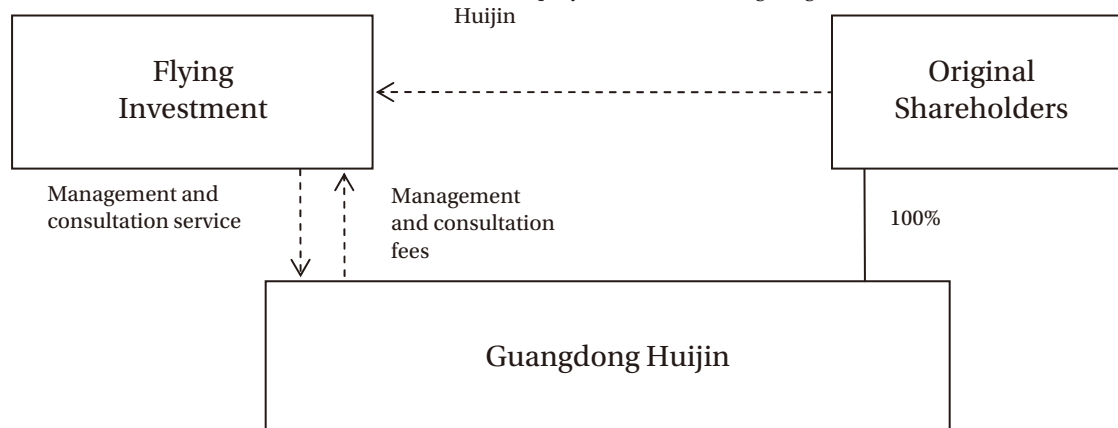 Huijin
Flying
Investment
Original
Shareholders
Management and
consultation service
Management
and consultation
fees
100%
Guangdong Huijin